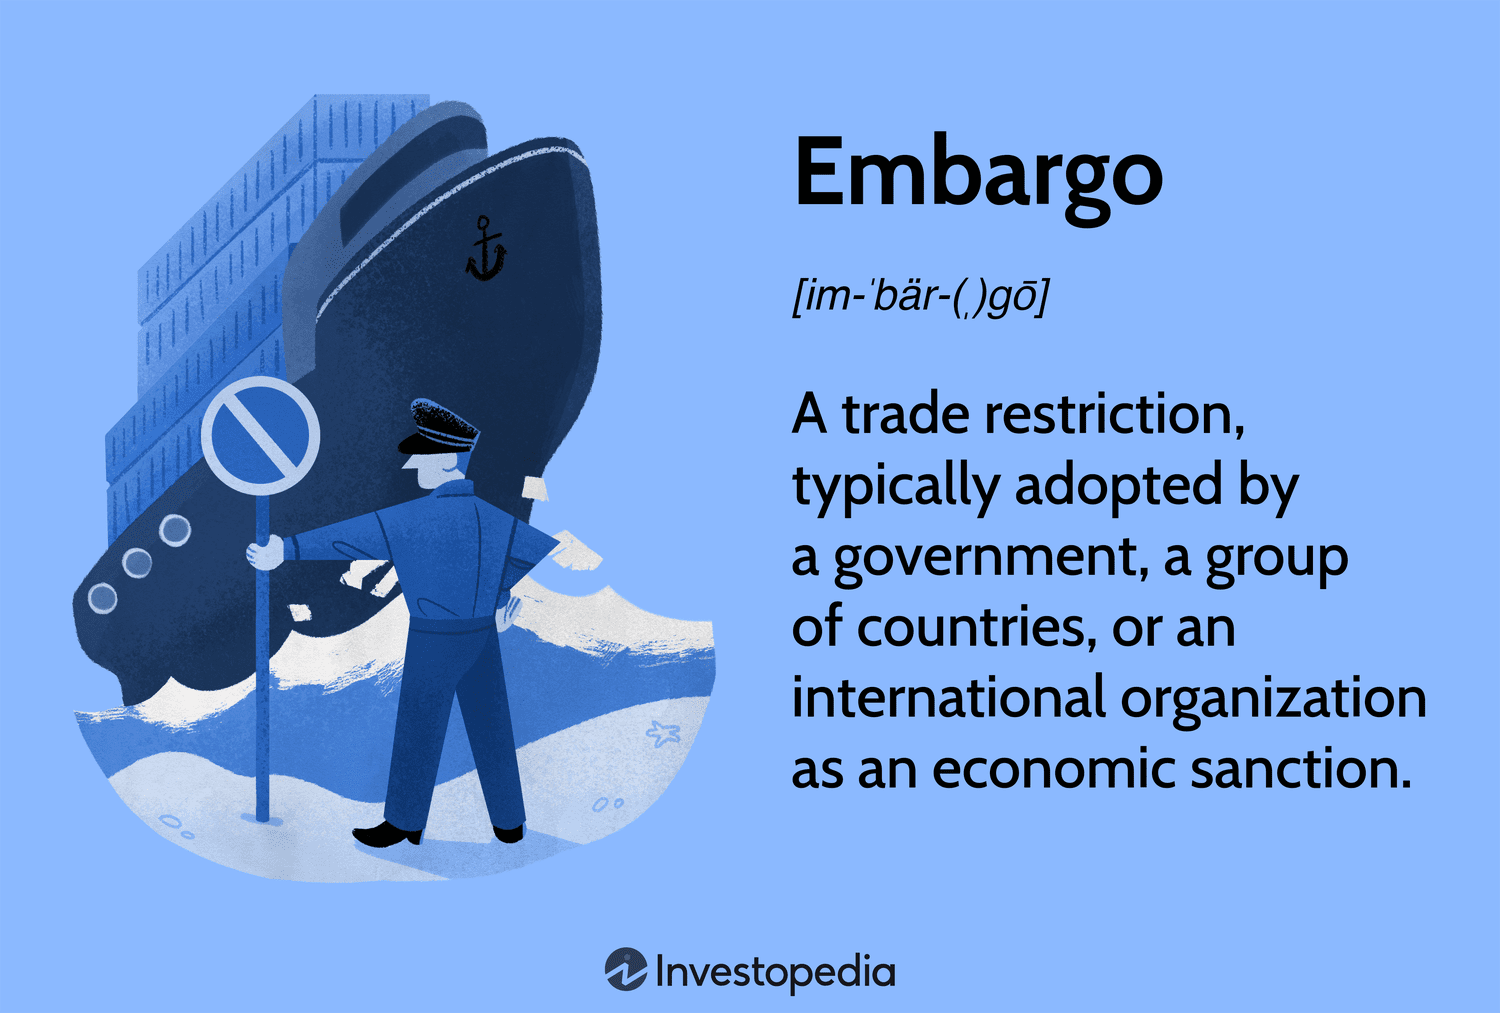 Embargo
[im-ˈbär-(ˌ)gō]
A trade restriction,
typically adopted by
a government, a group
of countries, or an
international organization
as an economic sanction.
Investopedia